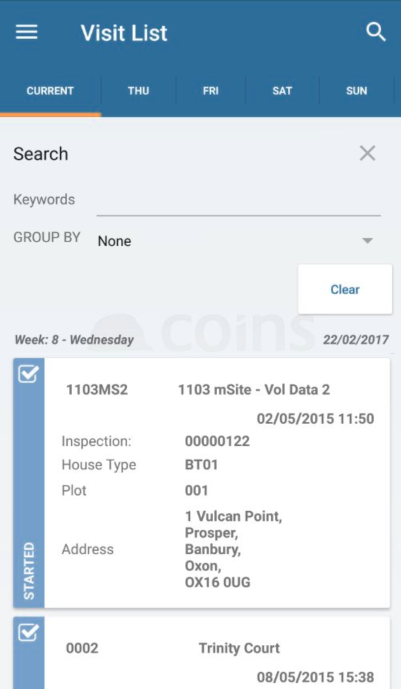 Visit List
CURRENT THU FRI SAT SUN
Search
Keywords
GROUP BY None
Clear
coins
Week: 8 - Wednesday 22/02/2017
1103MS2 1103 mSite - Vol Data 2
02/05/2015 11:50
Inspection: 00000122
House Type BT01
Plot 001
Address 1 Vulcan Point,
Prosper,
Banbury,
Oxon,
OX16 0UG
STARTED
0002 Trinity Court
08/05/2015 15:38